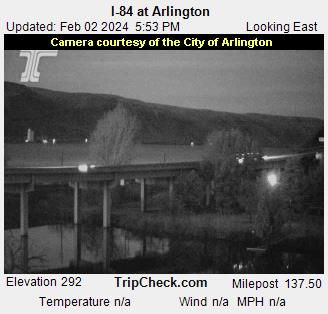 I-84 at Arlington
Updated: Feb 02 2024 5:53 PM Looking East
Camera courtesy of the City of Arlington
Elevation 292 TripCheck.com Milepost 137.50
Temperature n/a Wind n/a MPH n/a